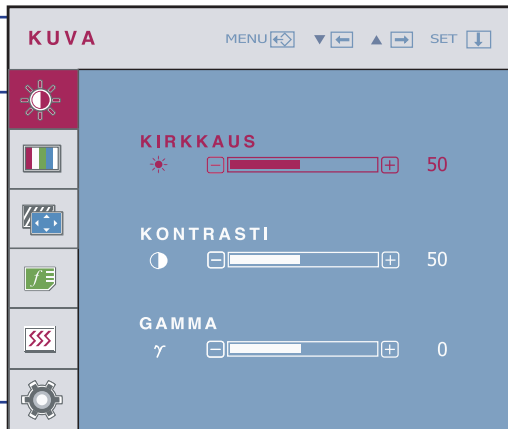 KUVA MENU ▼ ▲ SET
KIRKKAUS
50
KONTRASTI
50
GAMMA
γ 0